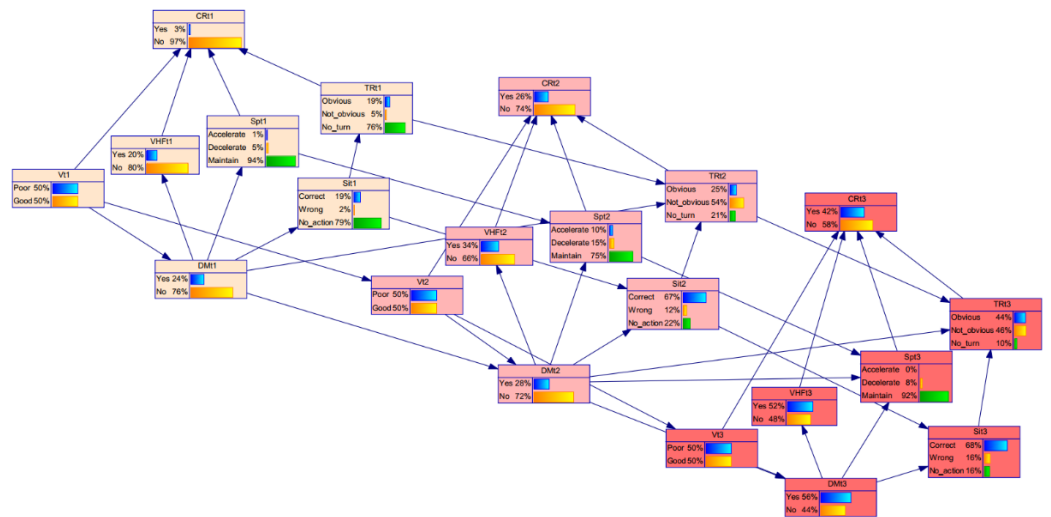 CRt1
Yes 3%
No 97%
TRt1
Obvious 19%
Not_obvious 5%
No_turn 76%
Spt1
Accelerate 1%
Decelerate 5%
Maintain 94%
VHFt1
Yes 20%
No 80%
Vt1
Poor 50%
Good 50%
Sit1
Correct 19%
Wrong 2%
No_action 79%
DMt1
Yes 24%
No 76%
CRt2
Yes 26%
No 74%
TRt2
Obvious 25%
Not_obvious 54%
No_turn 21%
Spt2
Accelerate 10%
Decelerate 15%
Maintain 75%
VHFt2
Yes 34%
No 66%
Vt2
Poor 50%
Good 50%
Sit2
Correct 67%
Wrong 12%
No_action 22%
DMt2
Yes 28%
No 72%
CRt3
Yes 42%
No 58%
TRt3
Obvious 44%
Not_obvious 46%
No_turn 10%
Spt3
Accelerate 0%
Decelerate 8%
Maintain 92%
VHFt3
Yes 52%
No 48%
Vt3
Poor 50%
Good 50%
Sit3
Correct 68%
Wrong 16%
No_action 16%
DMt3
Yes 56%
No 44%